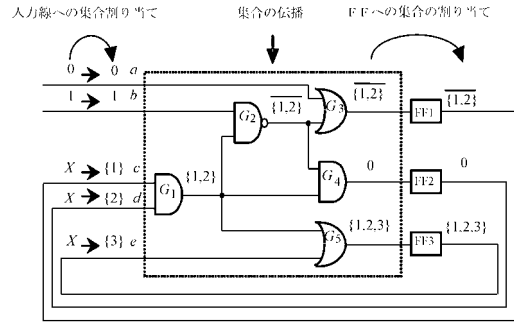 入力線への集合割り当て
集合の伝播
ＦＦへの集合の割り当て
0 → 0 a
1 → 1 b
X → {1} c
X → {2} d
X → {3} e
G1
{1,2}
G2
{1,2}
G3
{1,2}
FF1
{1,2}
G4
0
FF2
0
G5
{1,2,3}
FF3
{1,2,3}